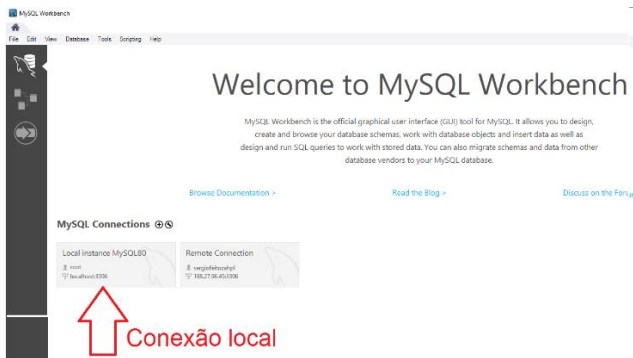 MySQL Workbench
File Edit View Database Tools Scripting Help
Welcome to MySQL Workbench
MySQL Workbench is the official graphical user interface (GUI) tool for MySQL. It allows you to design,
create and browse your database schemas, work with database objects and insert data as well as
design and run SQL queries to work with stored data. You can also migrate schemas and data from other
database vendors to your MySQL database.
Browse Documentation > Read the Blog > Discuss on the
MySQL Connections
Local instance MySQL80 Remote Connection
root
localhost:3306
Conexão local